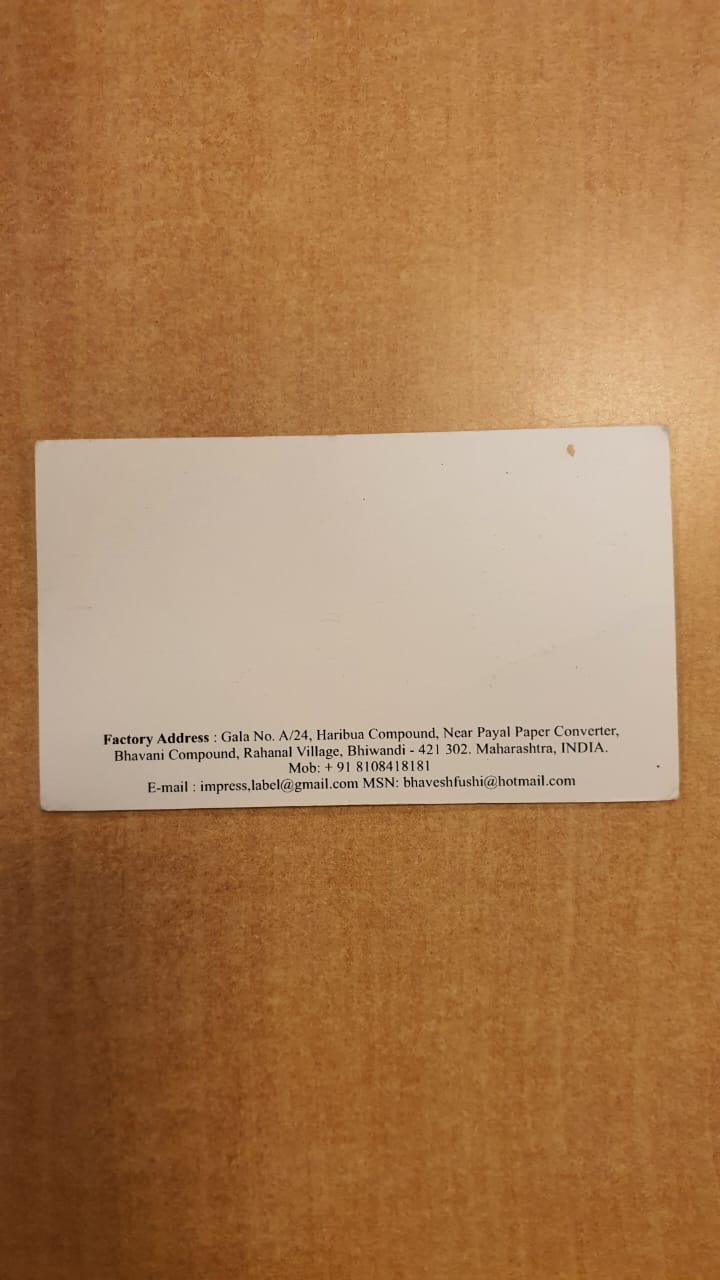 Factory Address : Gala No. A/24, Haribua Compound, Near Payal Paper Converter,
Bhavani Compound, Rahanal Village, Bhiwandi - 421 302. Maharashtra, INDIA.
Mob: + 91 8108418181
E-mail : impress,label@gmail.com MSN: bhaveshfushi@hotmail.com